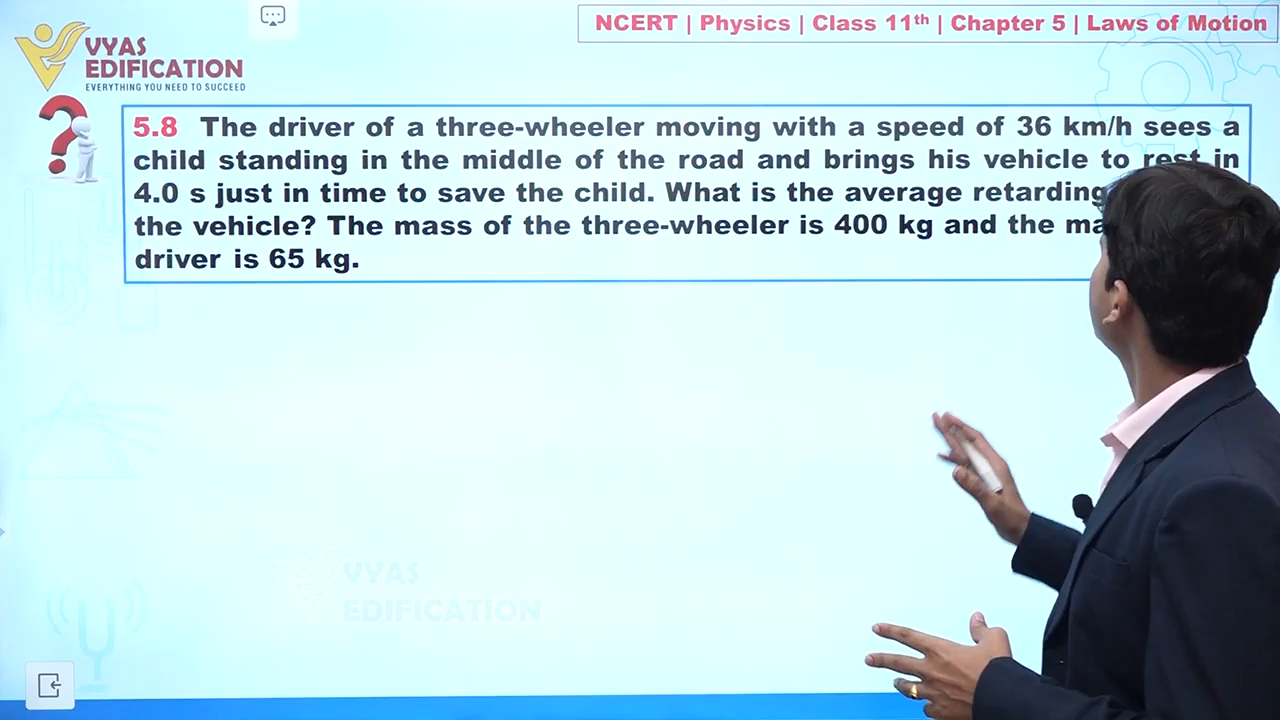 NCERT | Physics | Class 11th | Chapter 5 | Laws of Motion
VYAS
EDIFICATION
EVERYTHING YOU NEED TO SUCCEED
5.8 The driver of a three-wheeler moving with a speed of 36 km/h sees a
child standing in the middle of the road and brings his vehicle to rest in
4.0 s just in time to save the child. What is the average retarding
the vehicle? The mass of the three-wheeler is 400 kg and the
driver is 65 kg.
VYAS
EDIFICATION